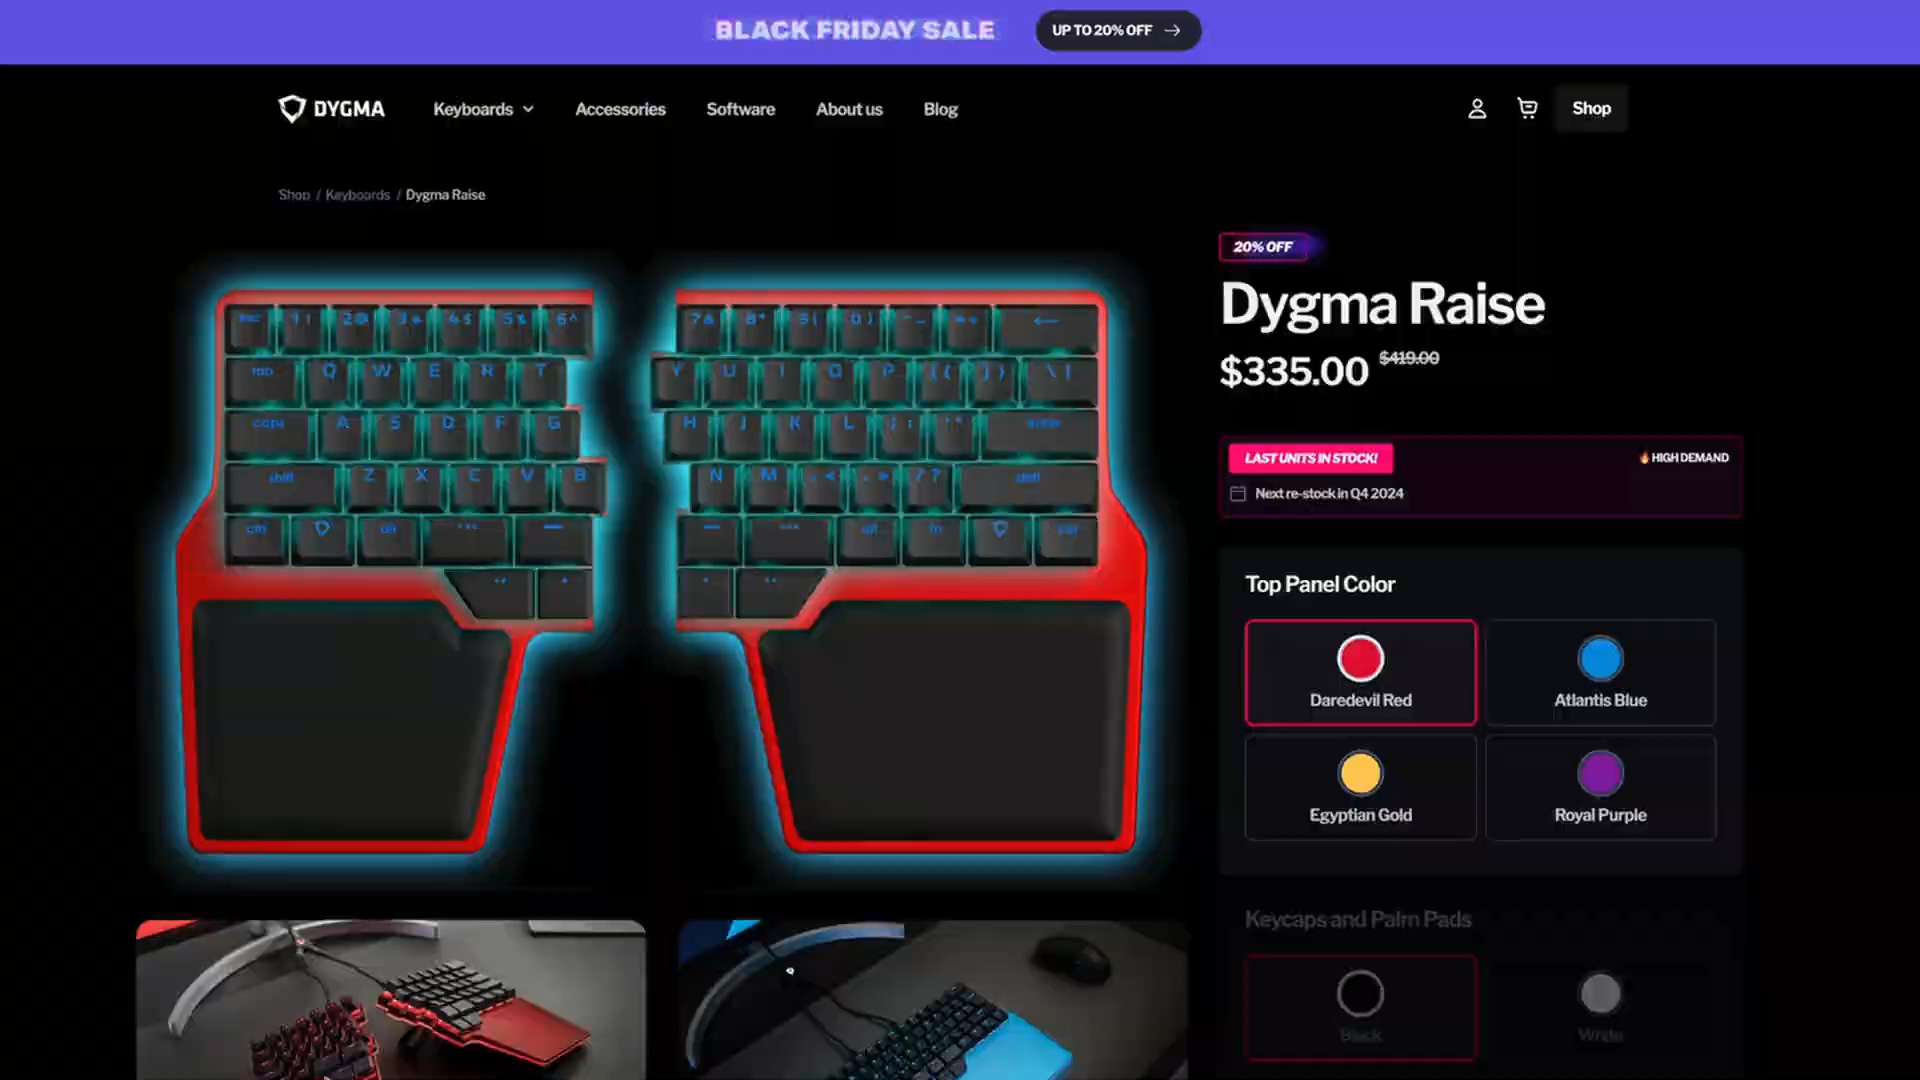 BLACK FRIDAY SALE
UP TO 20% OFF →
DYGMA
Keyboards
Accessories
Software
About us
Blog
Shop
Shop / Keyboards / Dygma Raise
20% OFF
Dygma Raise
$335.00 $419.00
LAST UNITS IN STOCK!
🔥HIGH DEMAND
Next re-stock in Q4 2024
Top Panel Color
Daredevil Red
Atlantis Blue
Egyptian Gold
Royal Purple
Keycaps and Palm Pads
Black
White
Q W E R T
Y U I O P
A S D F G
H J K L ; :
Z X C V B
N M